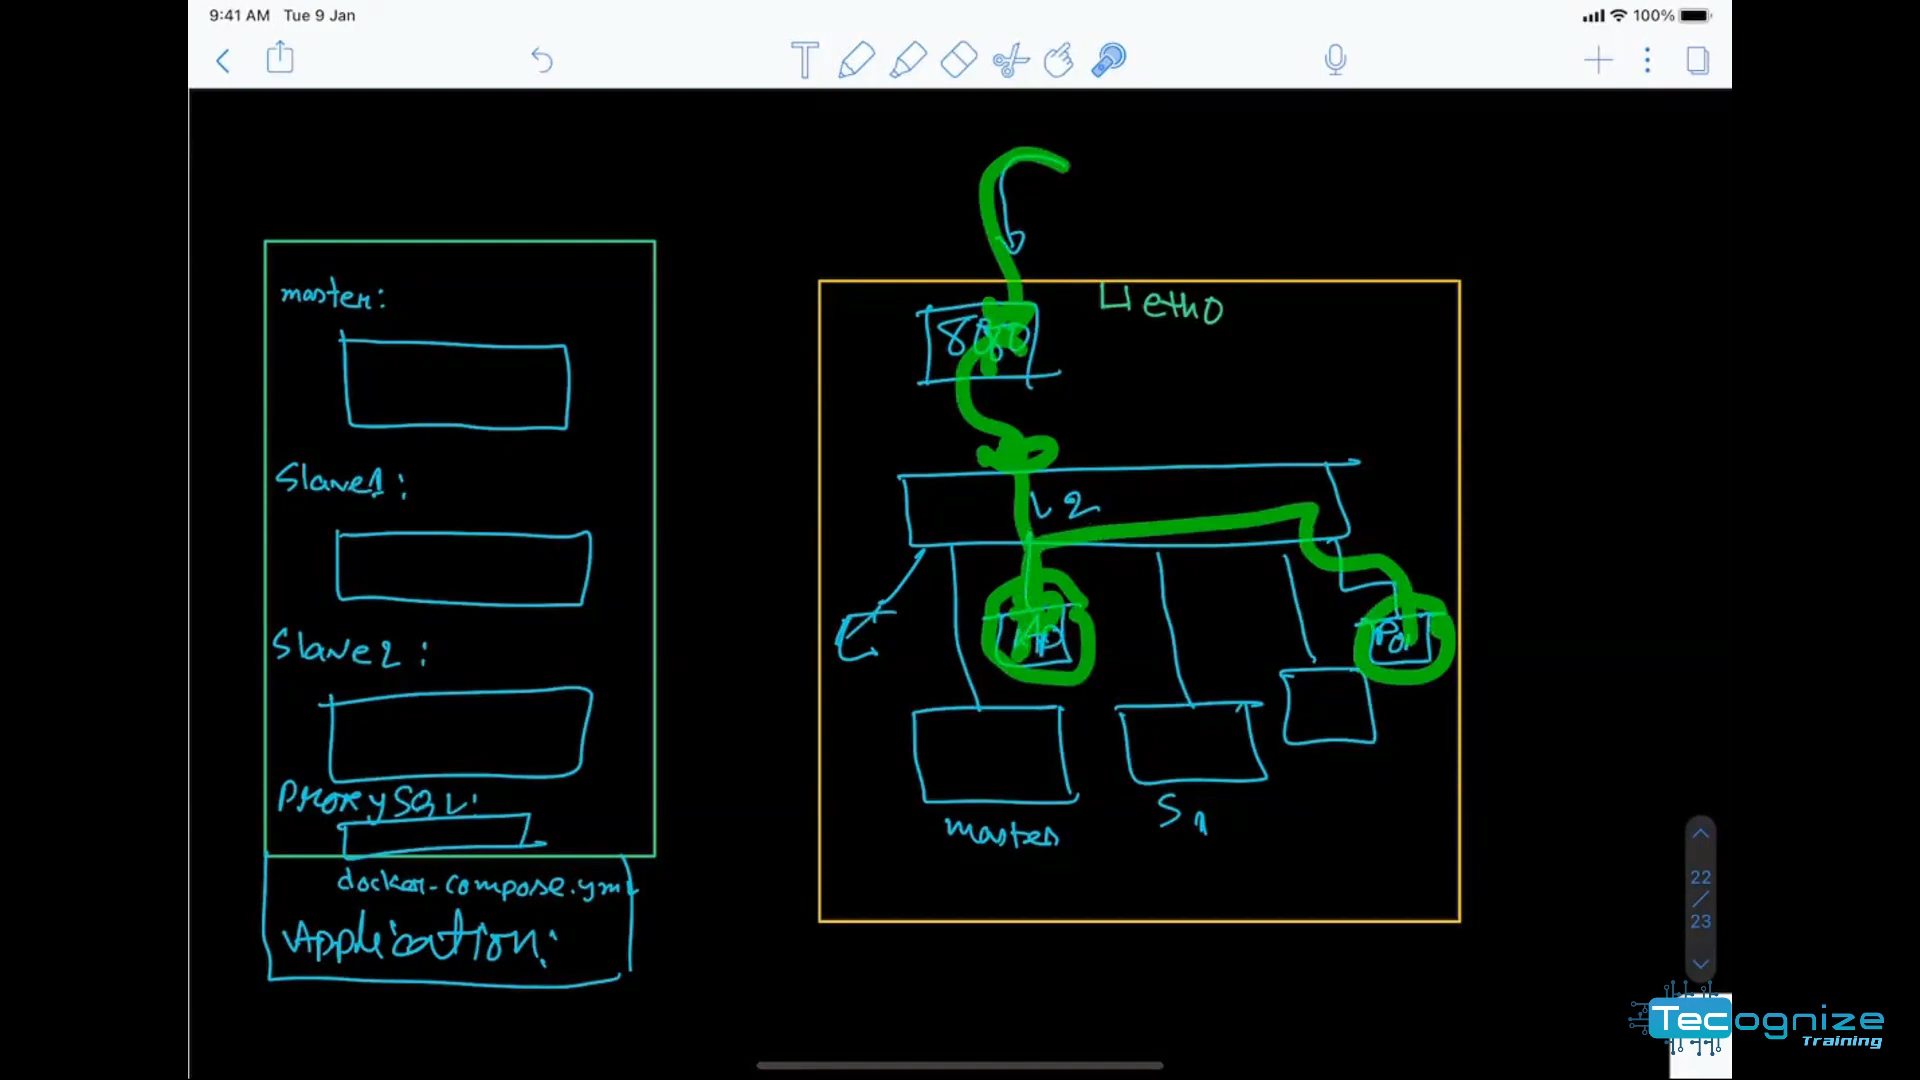 9:41 AM Tue 9 Jan
100%
T
master:
Slave1:
Slave2:
ProxySQL:
docker-compose.yml
Application:
eth0
8080
L2
AP
master
S1
22
/
23
Tecognize
Training